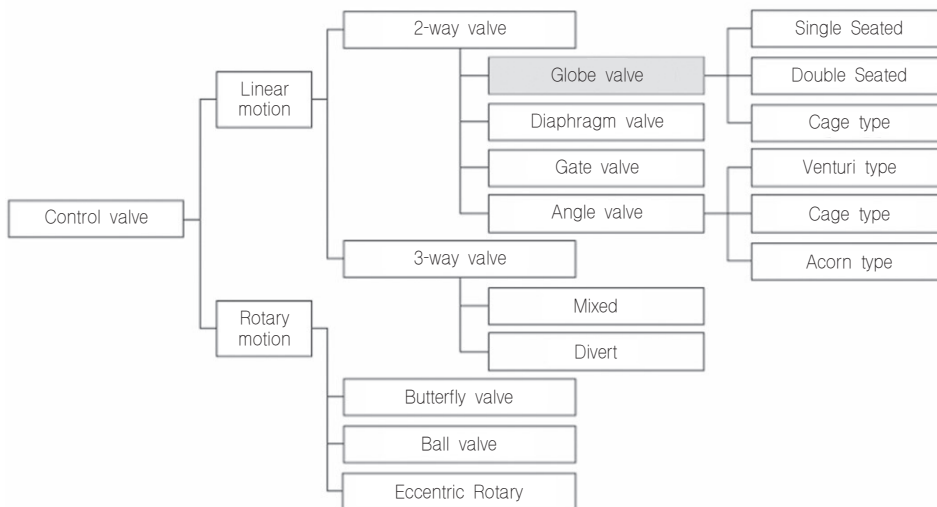 2-way valve
Single Seated
Globe valve
Double Seated
Linear
motion
Diaphragm valve
Cage type
Gate valve
Venturi type
Control valve
Angle valve
Cage type
3-way valve
Acorn type
Mixed
Rotary
motion
Divert
Butterfly valve
Ball valve
Eccentric Rotary